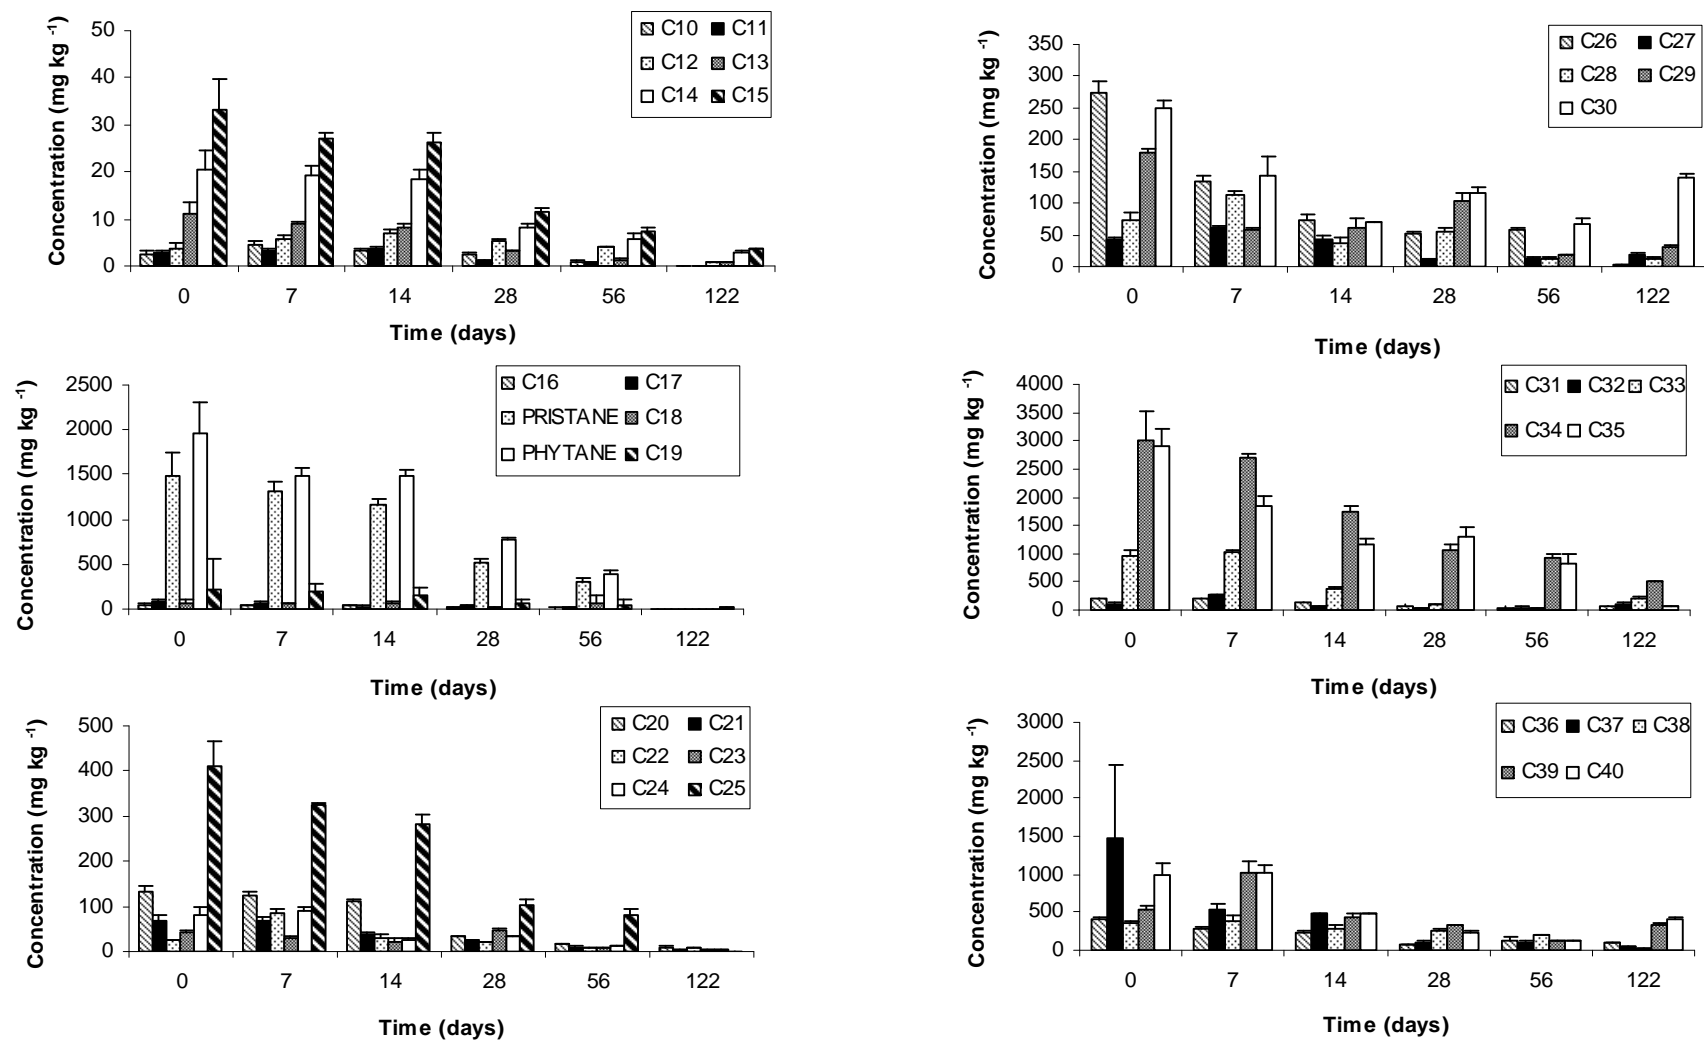 Concentration (mg kg -1)
50
40
30
20
10
0
C10 C11
C12 C13
C14 C15
0 7 14 28 56 122
Time (days)
Concentration (mg kg -1)
350
300
250
200
150
100
50
0
C26 C27
C28 C29
C30
0 7 14 28 56 122
Time (days)
Concentration (mg kg -1)
2500
2000
1500
1000
500
0
C16 C17
PRISTANE C18
PHYTANE C19
0 7 14 28 56 122
Time (days)
Concentration (mg kg -1)
4000
3500
3000
2500
2000
1500
1000
500
0
C31 C32 C33
C34 C35
0 7 14 28 56 122
Time (days)
Concentration (mg kg -1)
500
400
300
200
100
0
C20 C21
C22 C23
C24 C25
0 7 14 28 56 122
Time (days)
Concentration (mg kg -1)
3000
2500
2000
1500
1000
500
0
C36 C37 C38
C39 C40
0 7 14 28 56 122
Time (days)